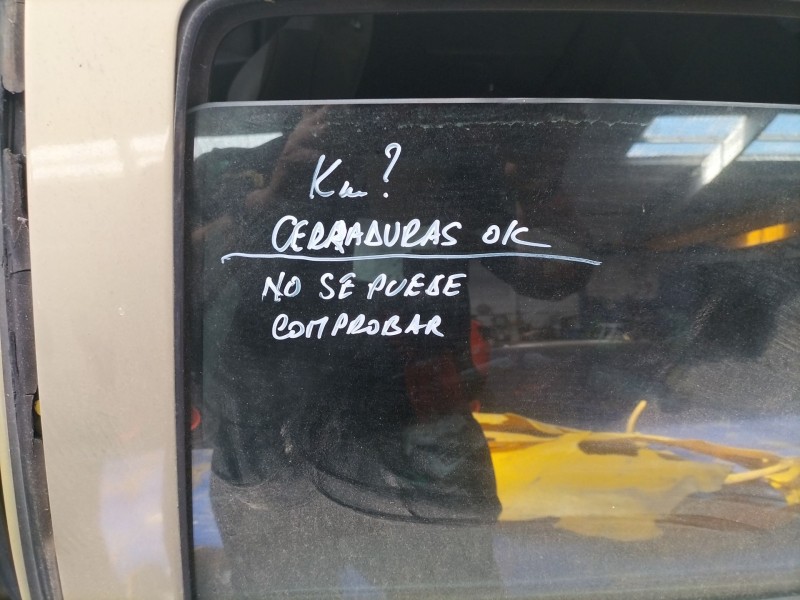 Km?
CERRADURAS OK
NO SE PUEDE
COMPROBAR